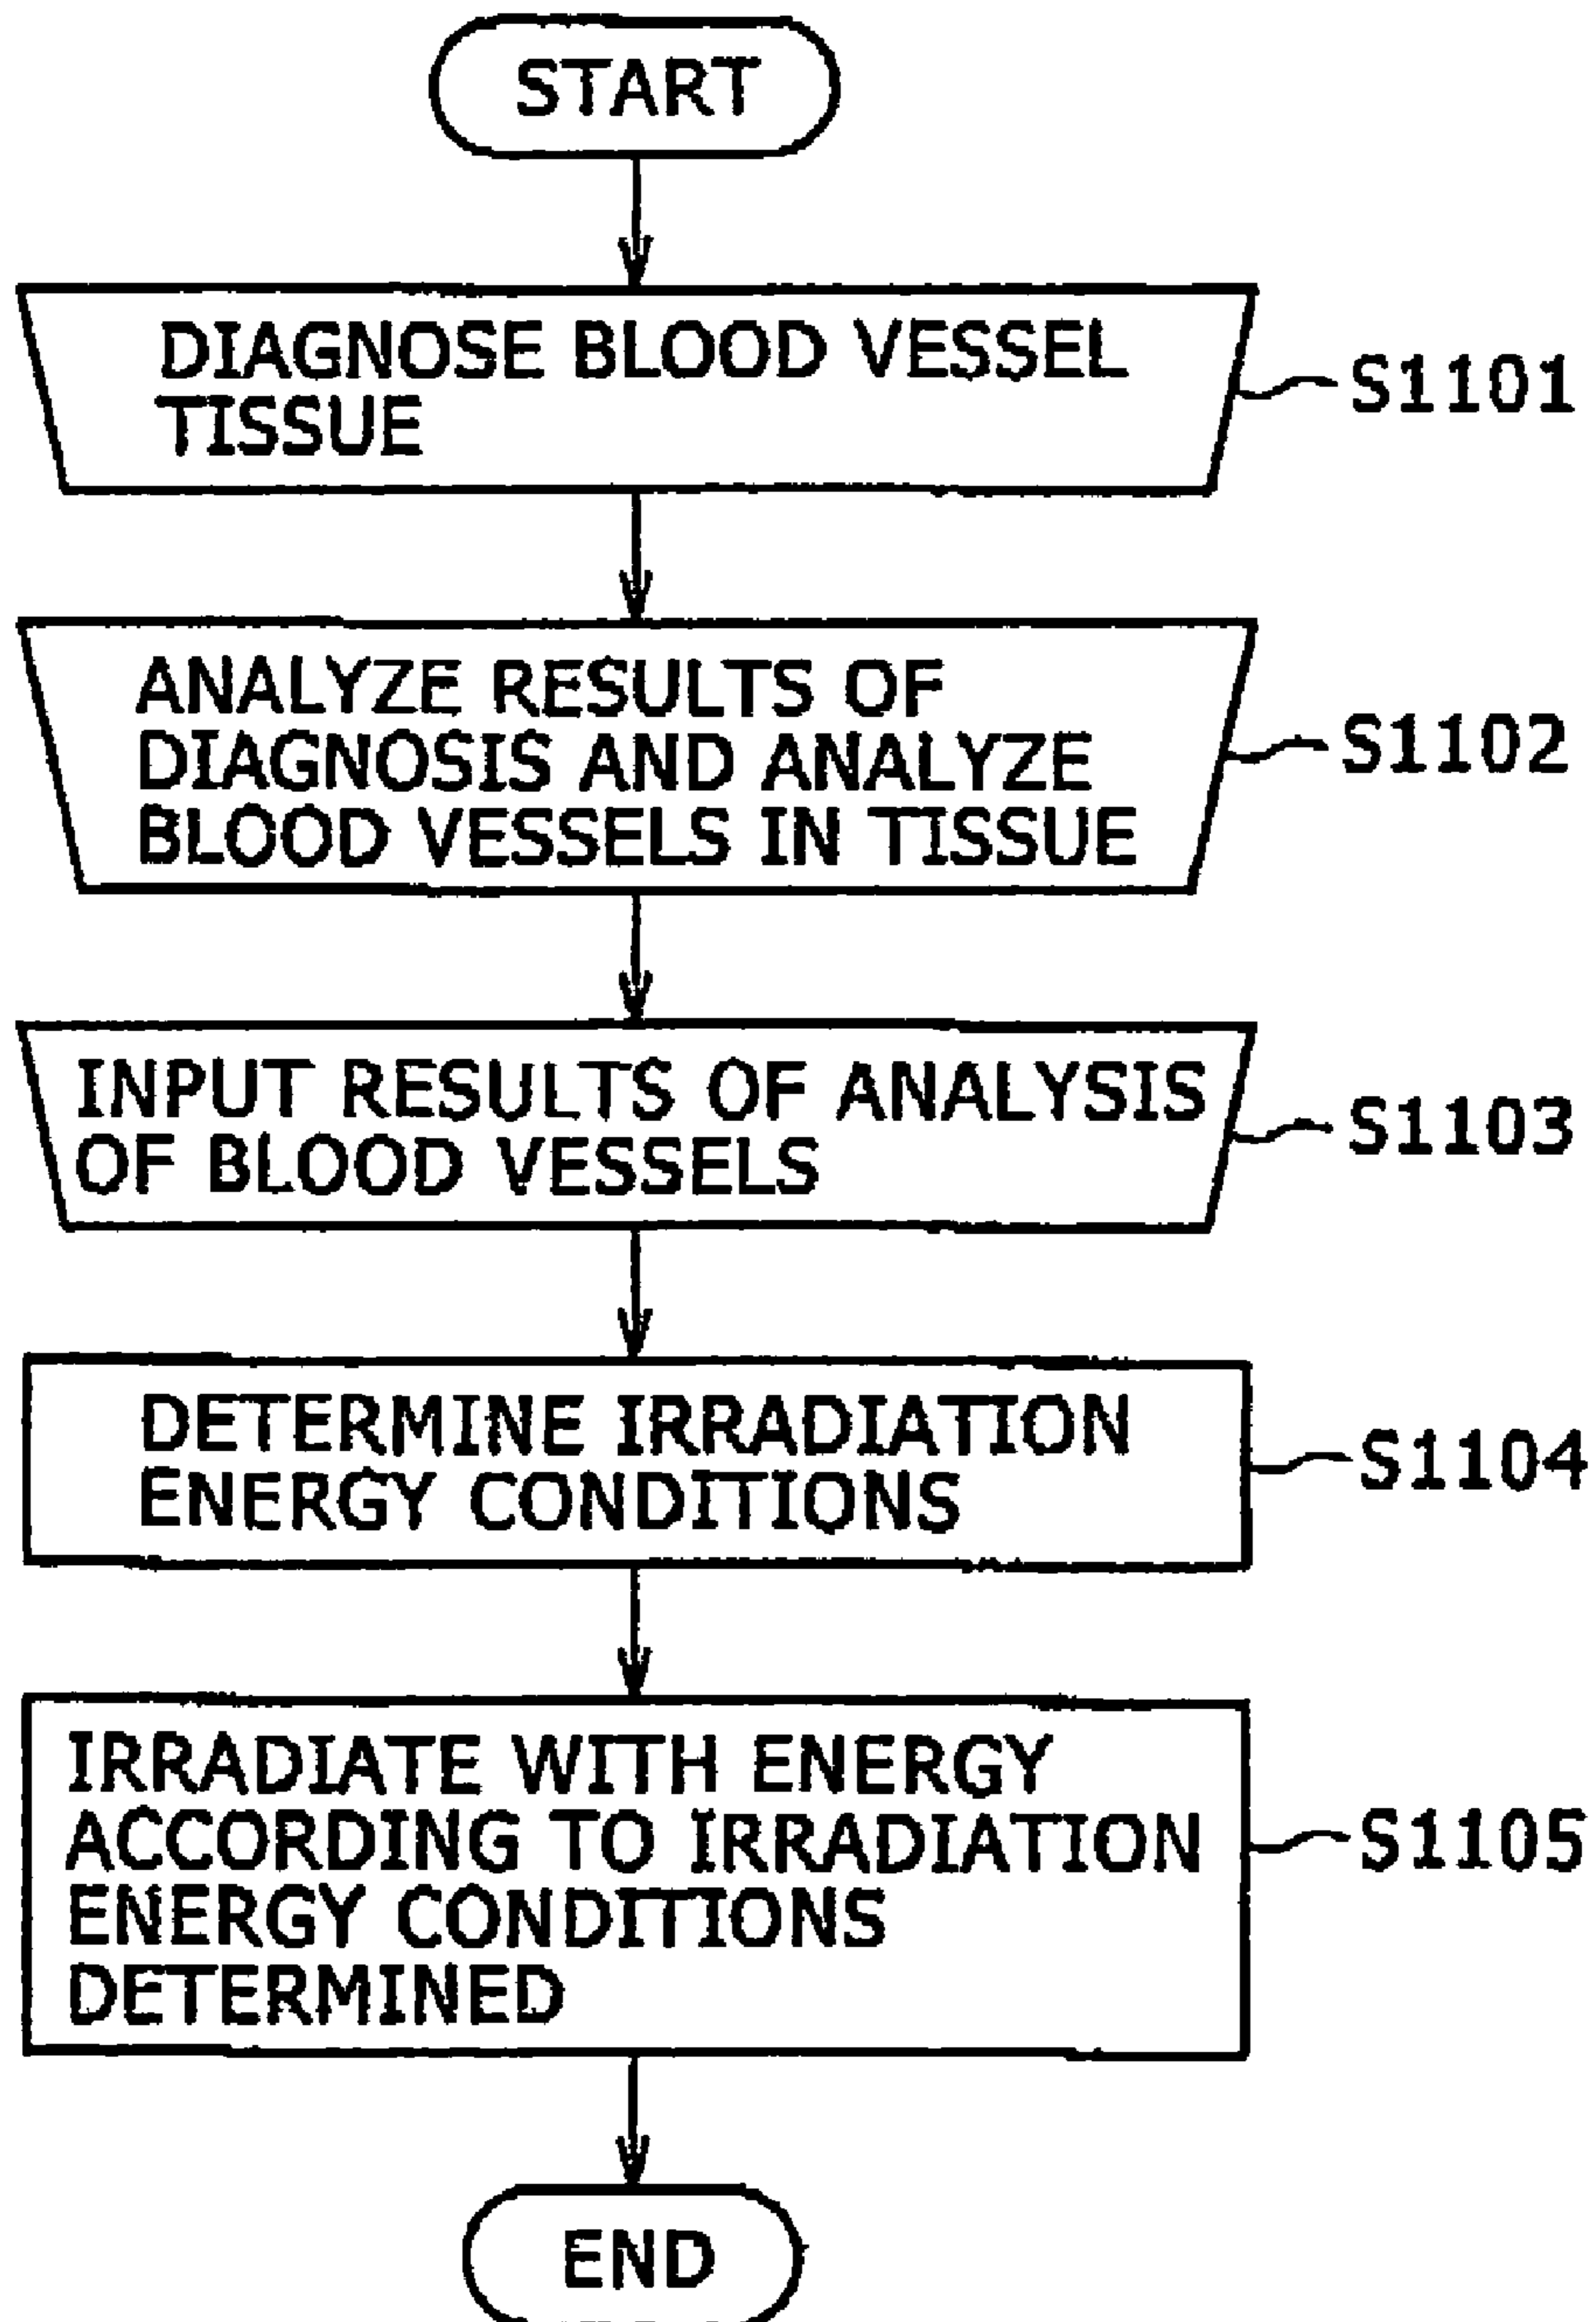 START
DIAGNOSE BLOOD VESSEL
TISSUE
S1101
ANALYZE RESULTS OF
DIAGNOSIS AND ANALYZE
BLOOD VESSELS IN TISSUE
S1102
INPUT RESULTS OF ANALYSIS
OF BLOOD VESSELS
S1103
DETERMINE IRRADIATION
ENERGY CONDITIONS
S1104
IRRADIATE WITH ENERGY
ACCORDING TO IRRADIATION
ENERGY CONDITIONS
DETERMINED
S1105
END